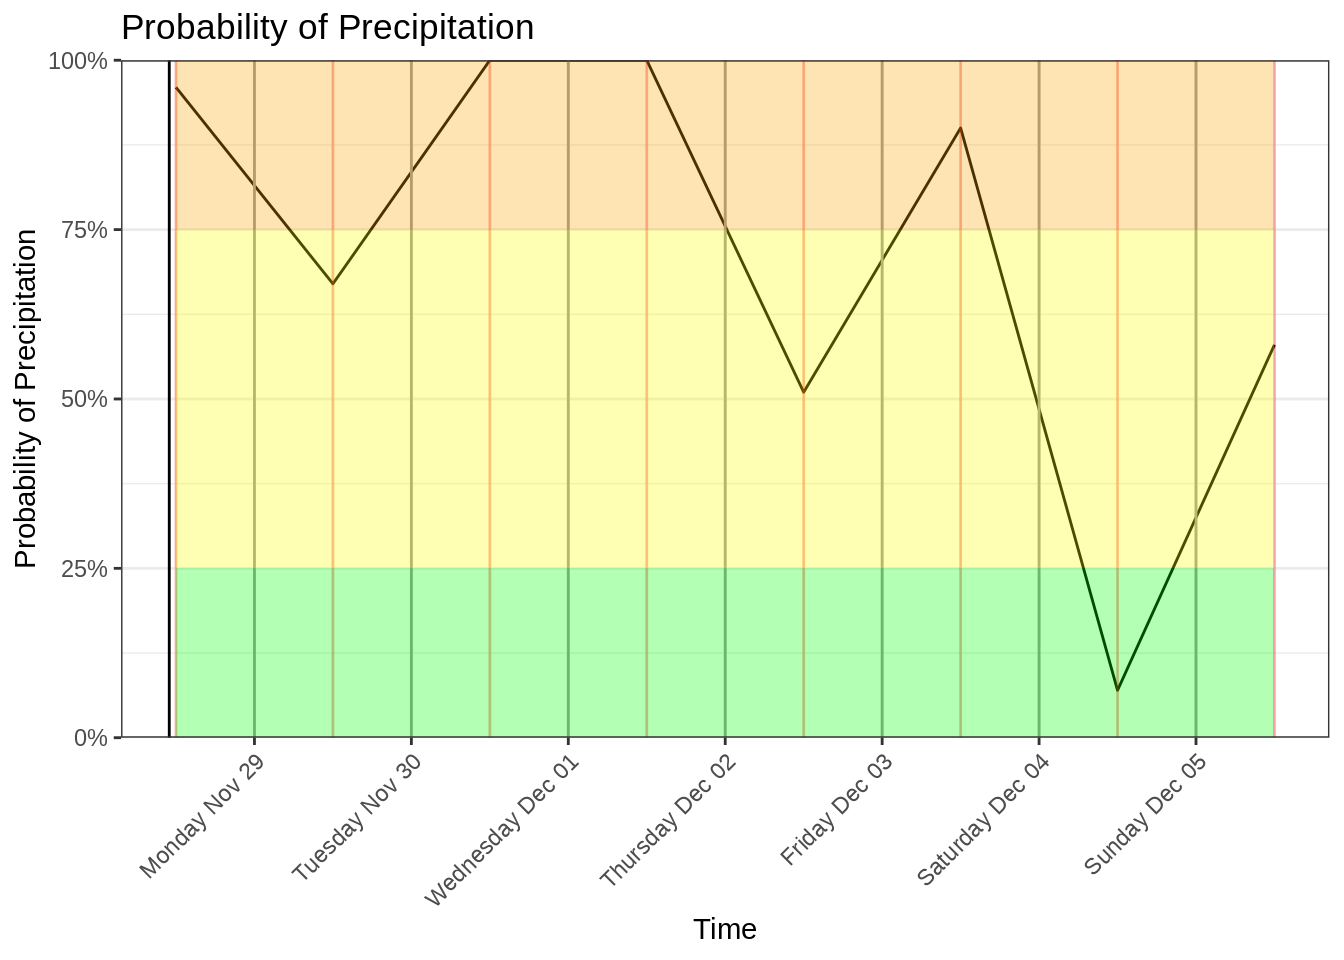 Probability of Precipitation
Probability of Precipitation
100%
75%
50%
25%
0%
Monday Nov 29
Tuesday Nov 30
Wednesday Dec 01
Thursday Dec 02
Friday Dec 03
Saturday Dec 04
Sunday Dec 05
Time